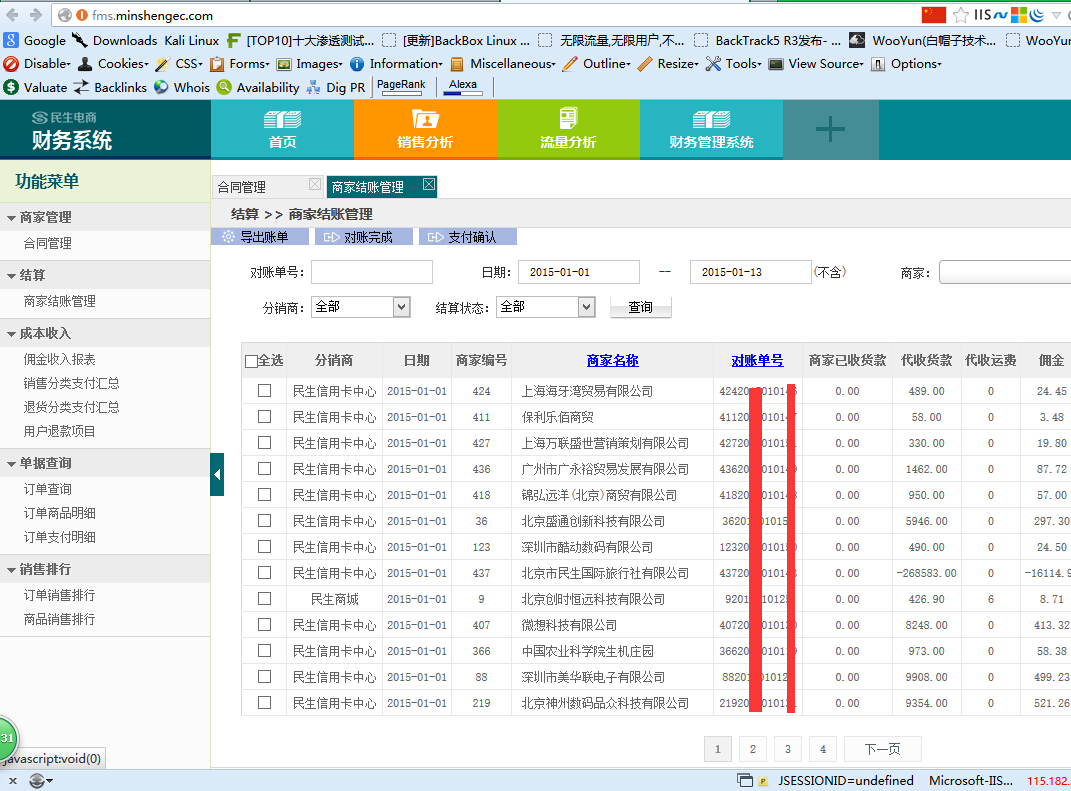 fms.minshengec.com IIS
Google Downloads Kali Linux [TOP10]十大渗透测试... [更新]BackBox Linux ... 无限流量,无限用户,不... BackTrack5 R3发布- ... WooYun(白帽子技术... WooYu
Disable Cookies CSS Forms Images Information Miscellaneous Outline Resize Tools View Source Options
Valuate Backlinks Whois Availability Dig PR PageRank Alexa
民生电商
财务系统
首页 销售分析 流量分析 财务管理系统
功能菜单
商家管理
合同管理
结算
商家结账管理
成本收入
佣金收入报表
销售分类支付汇总
退货分类支付汇总
用户退款项目
单据查询
订单查询
订单商品明细
订单支付明细
销售排行
订单销售排行
商品销售排行
合同管理 商家结账管理
结算 >> 商家结账管理
导出账单 对账完成 支付确认
对账单号： 日期： 2015-01-01 -- 2015-01-13 (不含) 商家：
分销商： 全部 结算状态： 全部 查询
全选 分销商 日期 商家编号 商家名称 对账单号 商家已收货款 代收货款 代收运费 佣金
民生信用卡中心 2015-01-01 424 上海海牙湾贸易有限公司 42420 0101 0.00 489.00 0 24.45
民生信用卡中心 2015-01-01 411 保利乐佰商贸 41120 0101 0.00 58.00 0 3.48
民生信用卡中心 2015-01-01 427 上海万联盛世营销策划有限公司 42720 0101 0.00 330.00 0 19.80
民生信用卡中心 2015-01-01 436 广州市广永裕贸易发展有限公司 43620 0101 0.00 1462.00 0 87.72
民生信用卡中心 2015-01-01 418 锦弘远洋(北京)商贸有限公司 41820 0101 0.00 950.00 0 57.00
民生信用卡中心 2015-01-01 36 北京盛通创新科技有限公司 3620 01015 0.00 5946.00 0 297.30
民生信用卡中心 2015-01-01 123 深圳市酷动数码有限公司 12320 01015 0.00 490.00 0 24.50
民生信用卡中心 2015-01-01 437 北京市民生国际旅行社有限公司 43720 0101 0.00 -268583.00 0 -16114.9
民生商城 2015-01-01 9 北京创时恒远科技有限公司 9201 1012 0.00 426.90 6 8.71
民生信用卡中心 2015-01-01 407 微想科技有限公司 40720 0101 0.00 8248.00 0 413.32
民生信用卡中心 2015-01-01 366 中国农业科学院生机庄园 36620 0101 0.00 973.00 0 58.38
民生信用卡中心 2015-01-01 88 深圳市美华联电子有限公司 8820 01012 0.00 9908.00 0 499.23
民生信用卡中心 2015-01-01 219 北京神州数码品众科技有限公司 21920 0101 0.00 9354.00 0 521.26
1 2 3 4 下一页
31
javascript:void(0)
JSESSIONID=undefined Microsoft-IIS... 115.182.